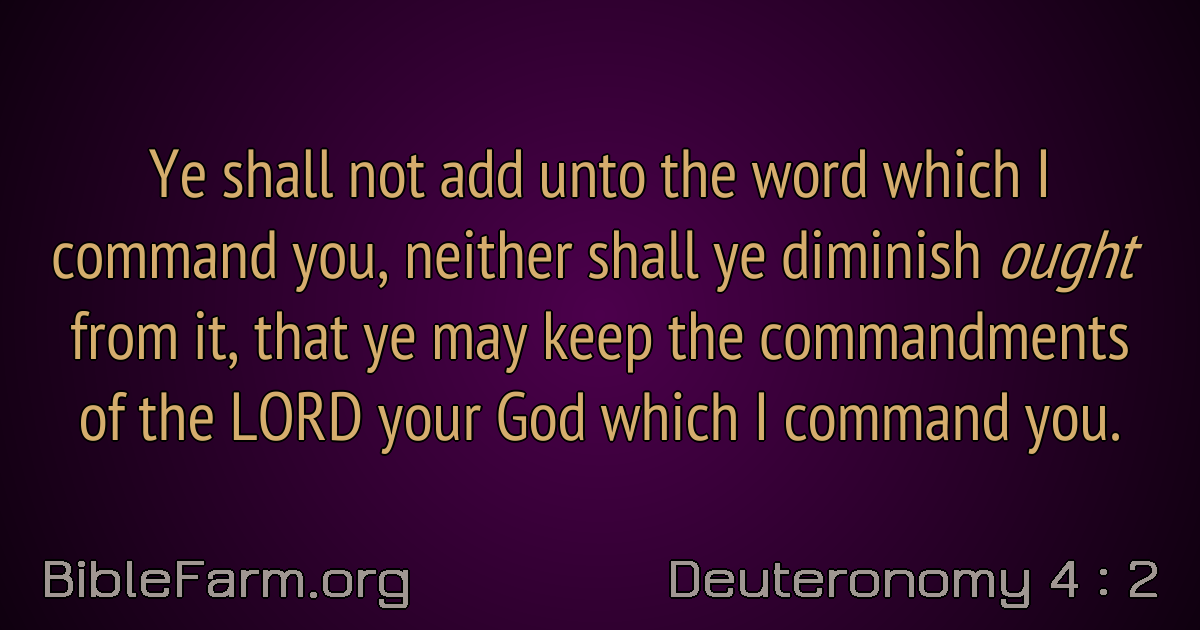 Ye shall not add unto the word which I
command you, neither shall ye diminish ought
from it, that ye may keep the commandments
of the LORD your God which I command you.
BibleFarm.org
Deuteronomy 4 : 2